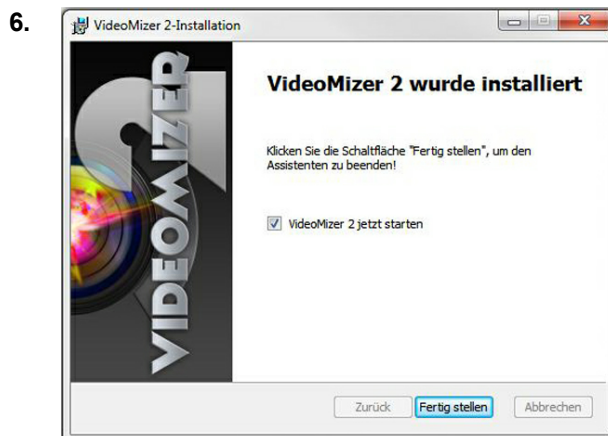 6.
VideoMizer 2-Installation
VIDEOMIZER
VideoMizer 2 wurde installiert
Klicken Sie die Schaltfläche "Fertig stellen", um den
Assistenten zu beenden!
VideoMizer 2 jetzt starten
Zurück Fertig stellen Abbrechen